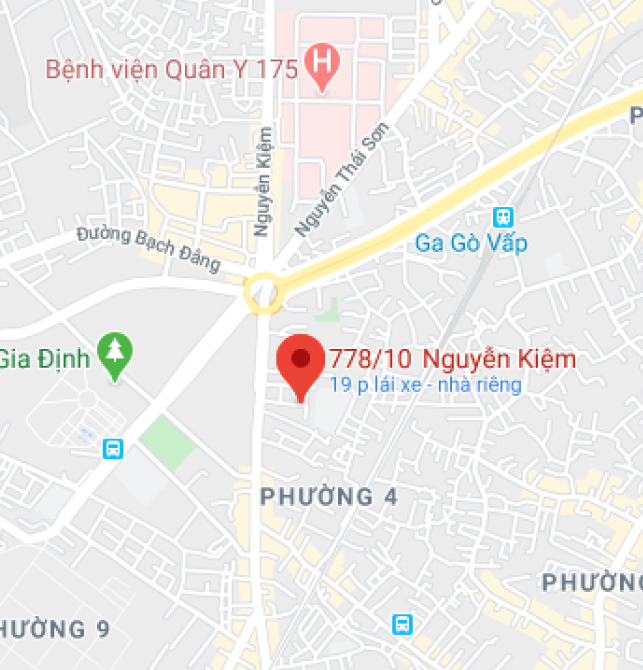 P
Bệnh viện Quân Y 175
H
Nguyễn Kiệm
Nguyễn Thái Sơn
Đường Bạch Đằng
Ga Gò Vấp
Gia Định
778/10 Nguyễn Kiệm
19 p lái xe - nhà riêng
PHƯỜNG 4
PHƯỜNG
HƯỜNG 9